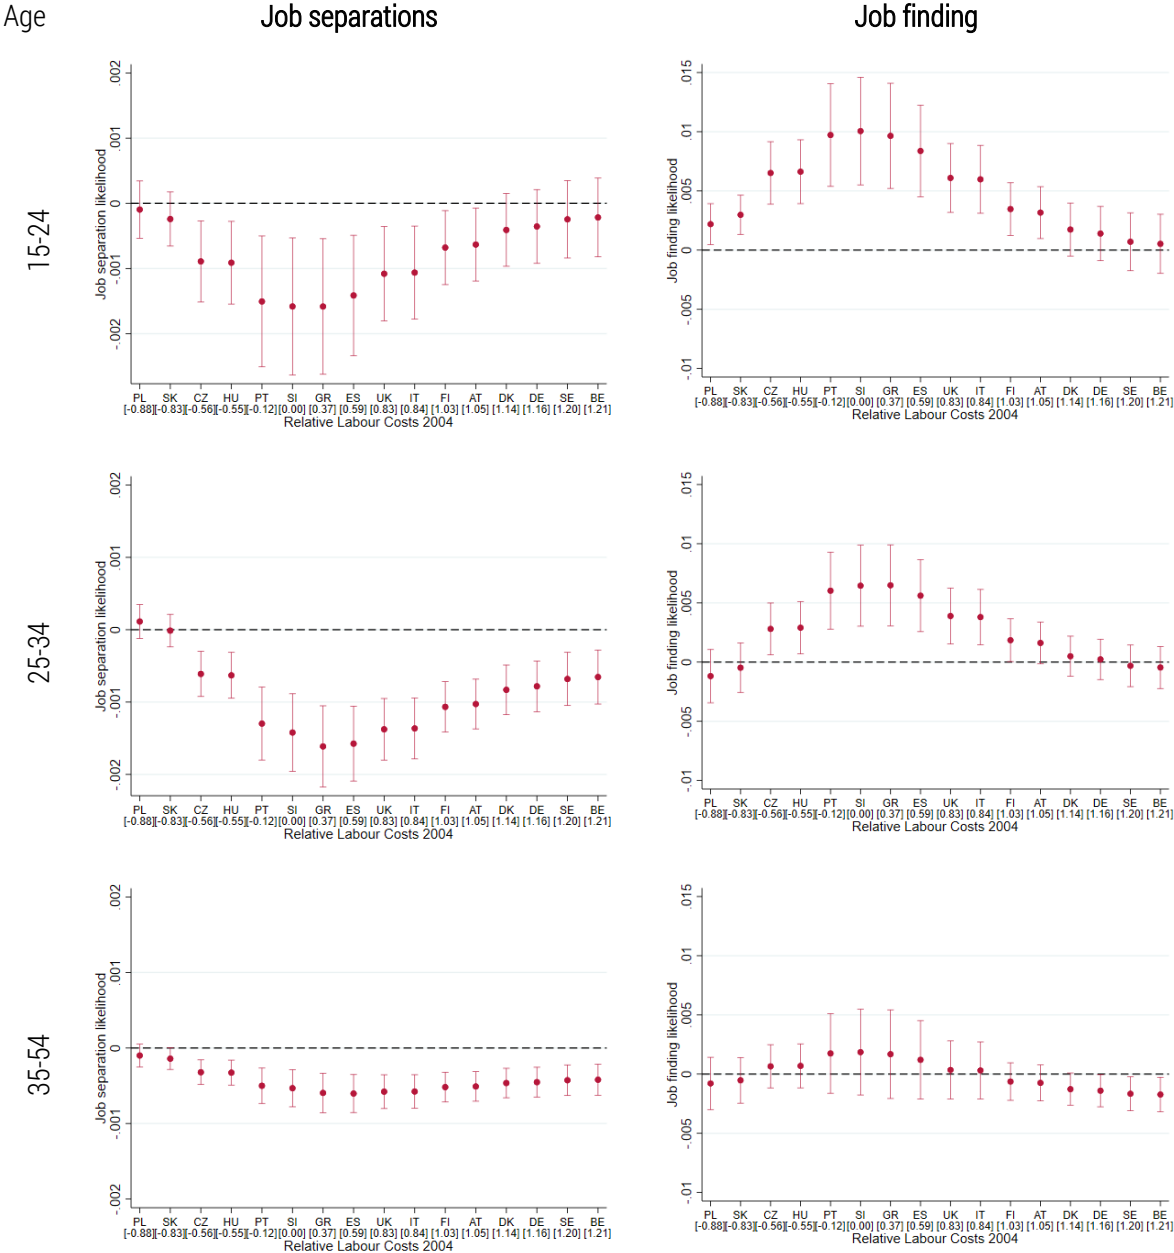 Age
Job separations
Job finding
15-24
Job separation likelihood
.002
.001
0
-.001
-.002
PL SK CZ HU PT SI GR ES UK IT FI AT DK DE SE BE
[-0.88][-0.83][-0.56][-0.55][-0.12][0.00] [0.37] [0.59] [0.83] [0.84] [1.03] [1.05] [1.14] [1.16] [1.20] [1.21]
Relative Labour Costs 2004
Job finding likelihood
.015
.01
.005
0
-.005
-.01
PL SK CZ HU PT SI GR ES UK IT FI AT DK DE SE BE
[-0.88][-0.83][-0.56][-0.55][-0.12][0.00] [0.37] [0.59] [0.83] [0.84] [1.03] [1.05] [1.14] [1.16] [1.20] [1.21]
Relative Labour Costs 2004
25-34
Job separation likelihood
.002
.001
0
-.001
-.002
PL SK CZ HU PT SI GR ES UK IT FI AT DK DE SE BE
[-0.88][-0.83][-0.56][-0.55][-0.12][0.00] [0.37] [0.59] [0.83] [0.84] [1.03] [1.05] [1.14] [1.16] [1.20] [1.21]
Relative Labour Costs 2004
Job finding likelihood
.015
.01
.005
0
-.005
-.01
PL SK CZ HU PT SI GR ES UK IT FI AT DK DE SE BE
[-0.88][-0.83][-0.56][-0.55][-0.12][0.00] [0.37] [0.59] [0.83] [0.84] [1.03] [1.05] [1.14] [1.16] [1.20] [1.21]
Relative Labour Costs 2004
35-54
Job separation likelihood
.002
.001
0
-.001
-.002
PL SK CZ HU PT SI GR ES UK IT FI AT DK DE SE BE
[-0.88][-0.83][-0.56][-0.55][-0.12][0.00] [0.37] [0.59] [0.83] [0.84] [1.03] [1.05] [1.14] [1.16] [1.20] [1.21]
Relative Labour Costs 2004
Job finding likelihood
.015
.01
.005
0
-.005
-.01
PL SK CZ HU PT SI GR ES UK IT FI AT DK DE SE BE
[-0.88][-0.83][-0.56][-0.55][-0.12][0.00] [0.37] [0.59] [0.83] [0.84] [1.03] [1.05] [1.14] [1.16] [1.20] [1.21]
Relative Labour Costs 2004